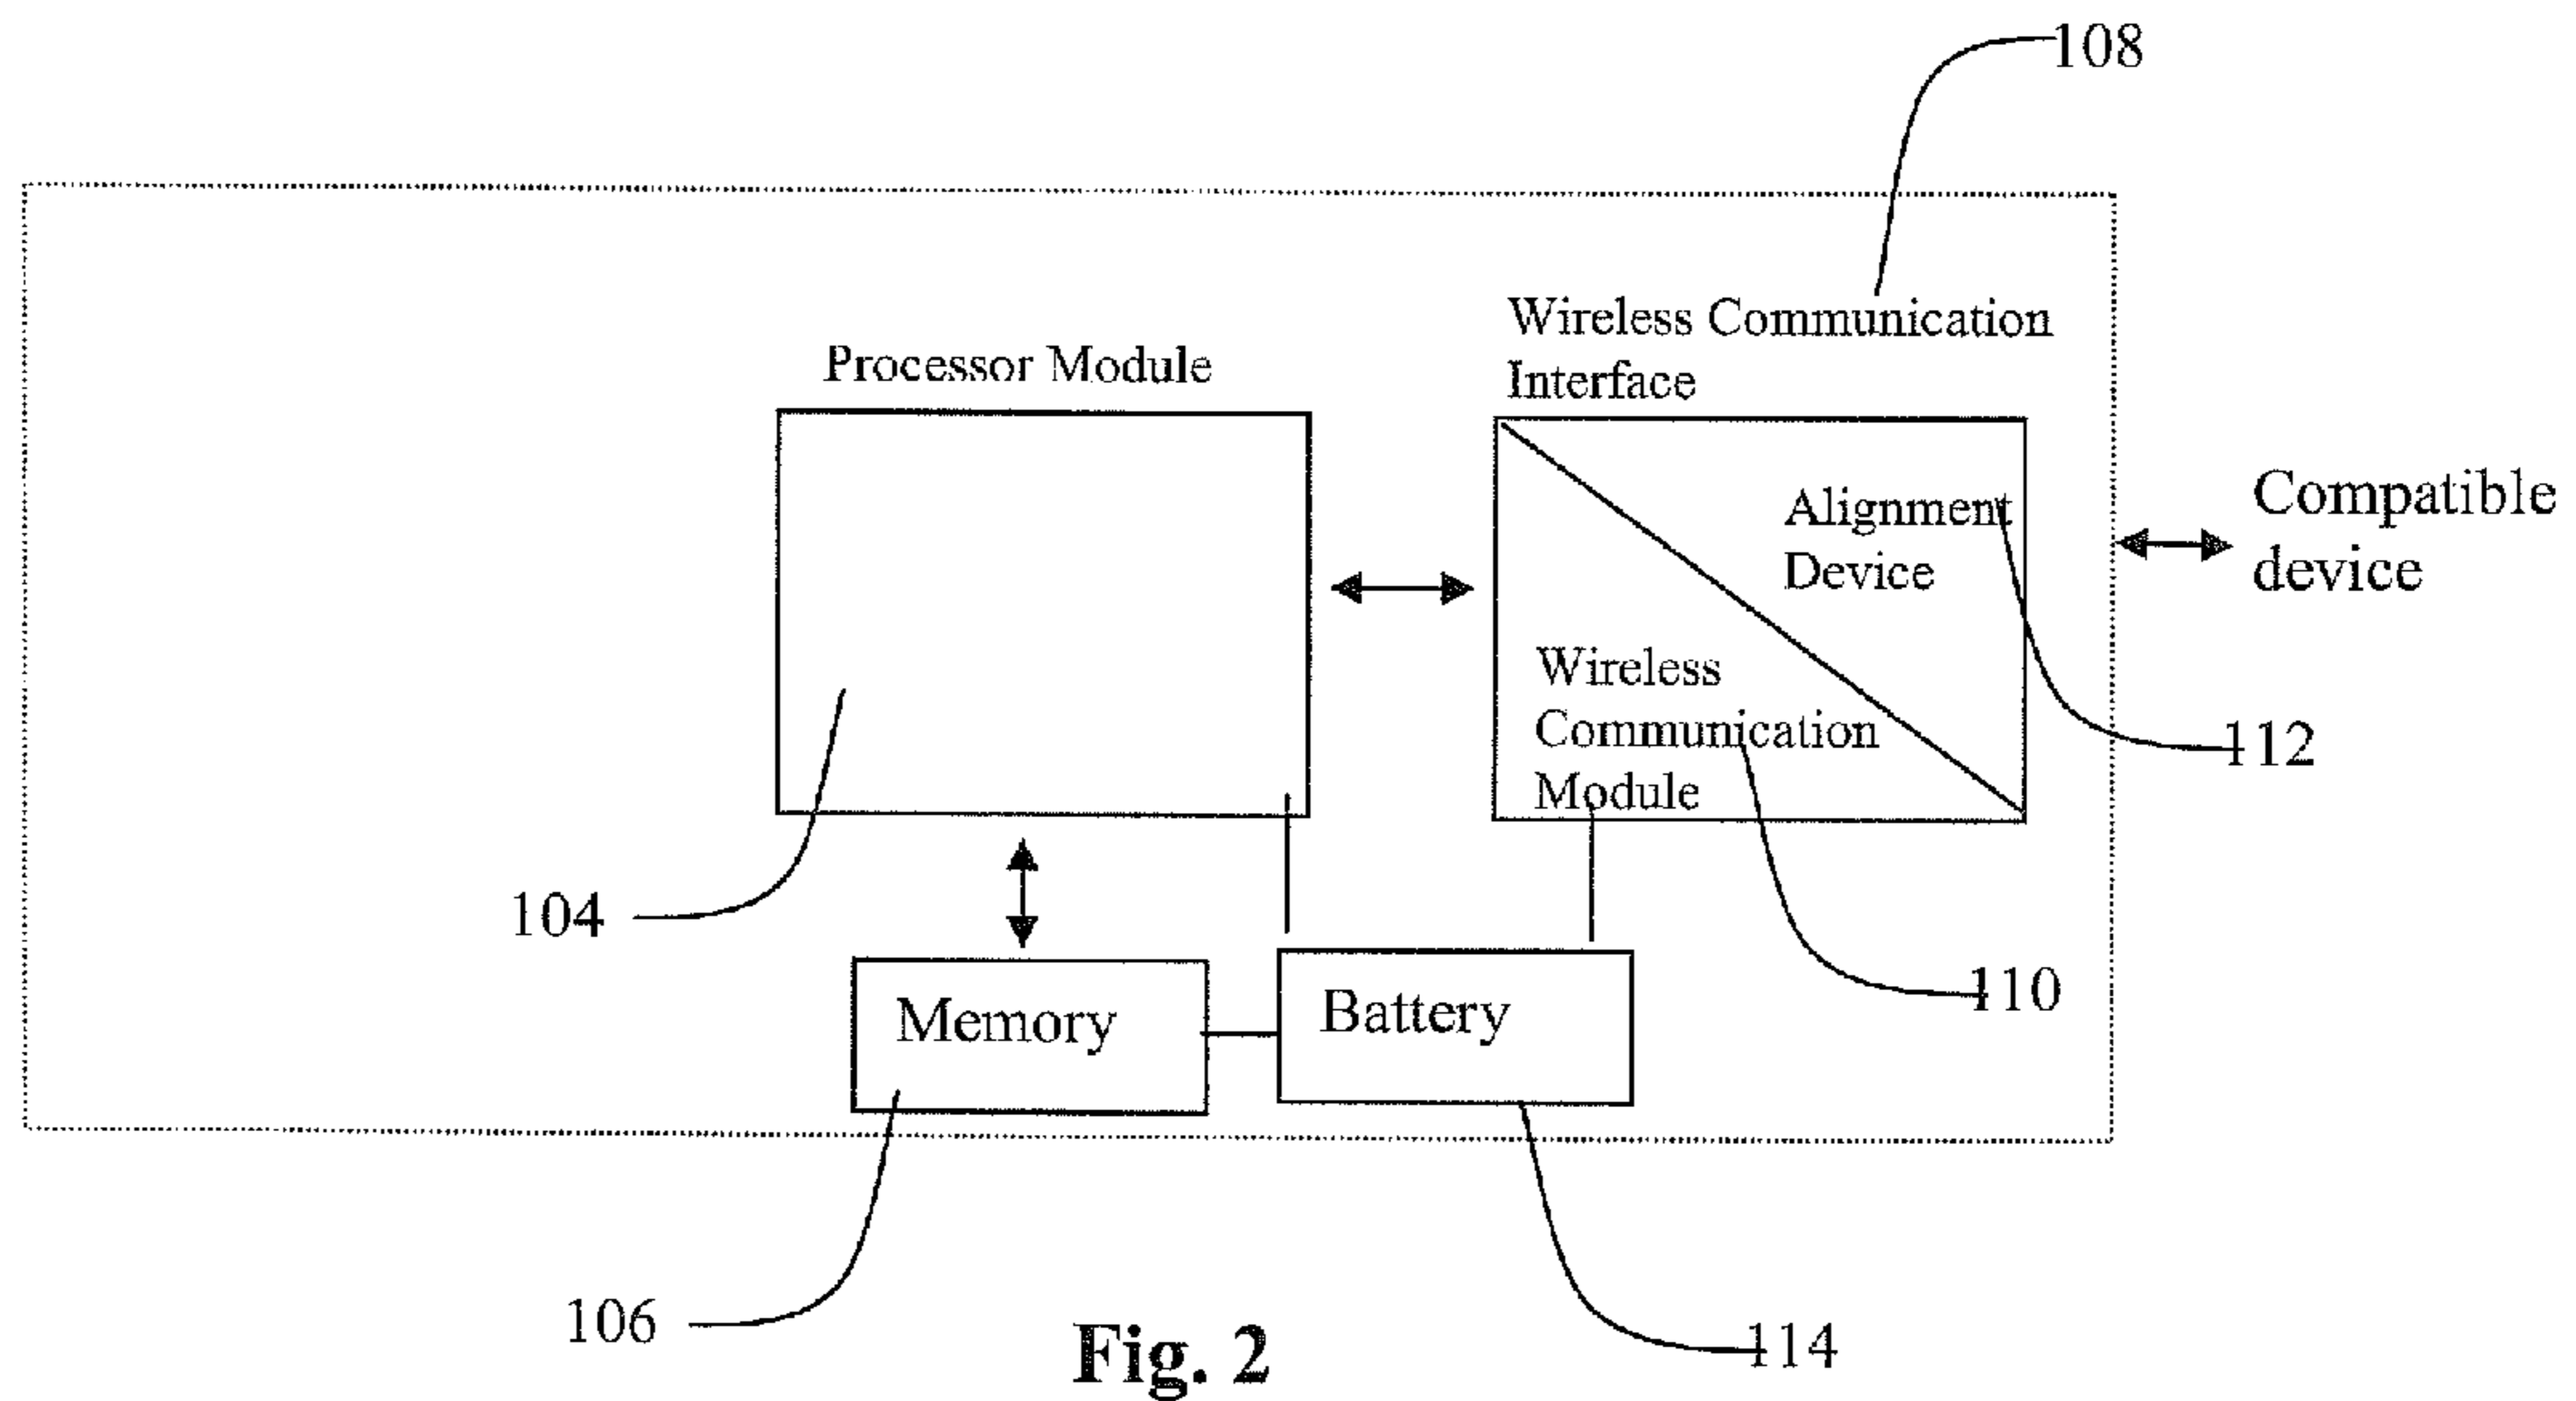 108
Wireless Communication
Interface
Processor Module
Alignment
Device
Compatible
device
Wireless
Communication
Module
112
104
110
Memory
Battery
106
114
Fig. 2